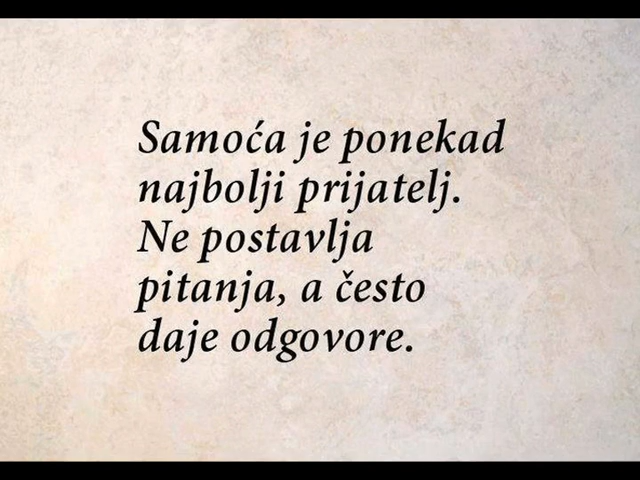 Samoća je ponekad
najbolji prijatelj.
Ne postavlja
pitanja, a često
daje odgovore.